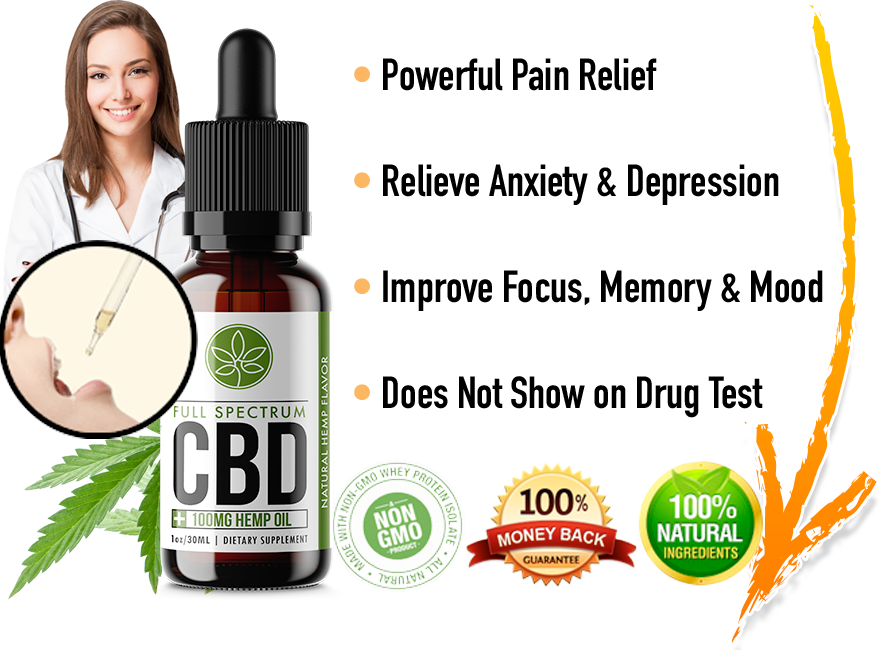 • Powerful Pain Relief
• Relieve Anxiety & Depression
• Improve Focus, Memory & Mood
• Does Not Show on Drug Test
FULL SPECTRUM
CBD
+ 100MG HEMP OIL
1oz/30ML | DIETARY SUPPLEMENT
NATURAL HEMP FLAVOR
MADE WITH NON-GMO WHEY PROTEIN ISOLATE • ALL NATURAL •
A
NON
GMO
PRODUCT
100%
MONEY BACK
GUARANTEE
100%
NATURAL
INGREDIENTS